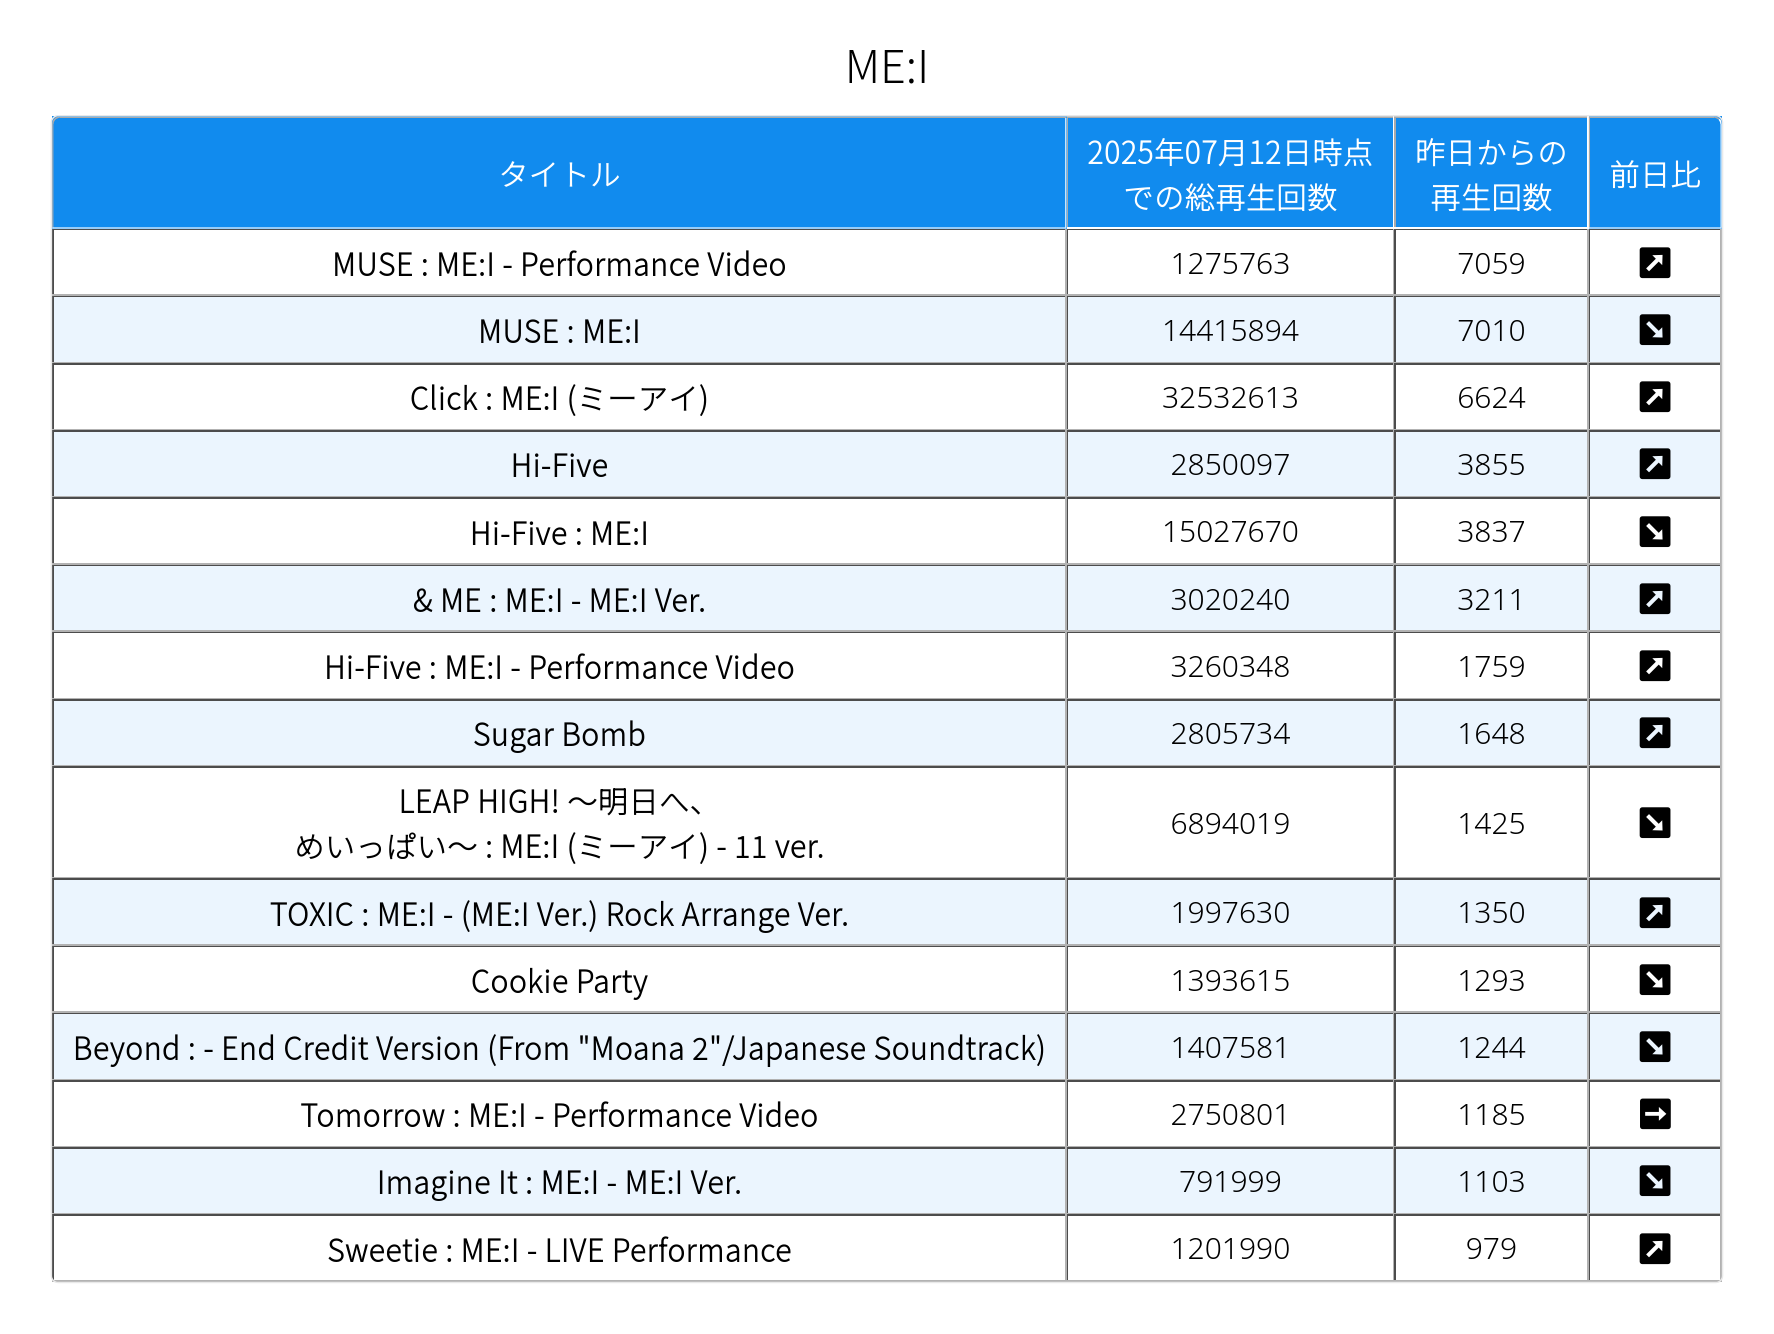 ME:I
タイトル
2025年07月12日時点
での総再生回数
昨日からの
再生回数
前日比
MUSE : ME:I - Performance Video 1275763 7059 ↗
MUSE : ME:I 14415894 7010 ↘
Click : ME:I (ミーアイ) 32532613 6624 ↗
Hi-Five 2850097 3855 ↗
Hi-Five : ME:I 15027670 3837 ↘
& ME : ME:I - ME:I Ver. 3020240 3211 ↗
Hi-Five : ME:I - Performance Video 3260348 1759 ↗
Sugar Bomb 2805734 1648 ↗
LEAP HIGH! 〜明日へ、
めいっぱい〜 : ME:I (ミーアイ) - 11 ver. 6894019 1425 ↘
TOXIC : ME:I - (ME:I Ver.) Rock Arrange Ver. 1997630 1350 ↗
Cookie Party 1393615 1293 ↘
Beyond : - End Credit Version (From "Moana 2"/Japanese Soundtrack) 1407581 1244 ↘
Tomorrow : ME:I - Performance Video 2750801 1185 →
Imagine It : ME:I - ME:I Ver. 791999 1103 ↘
Sweetie : ME:I - LIVE Performance 1201990 979 ↗